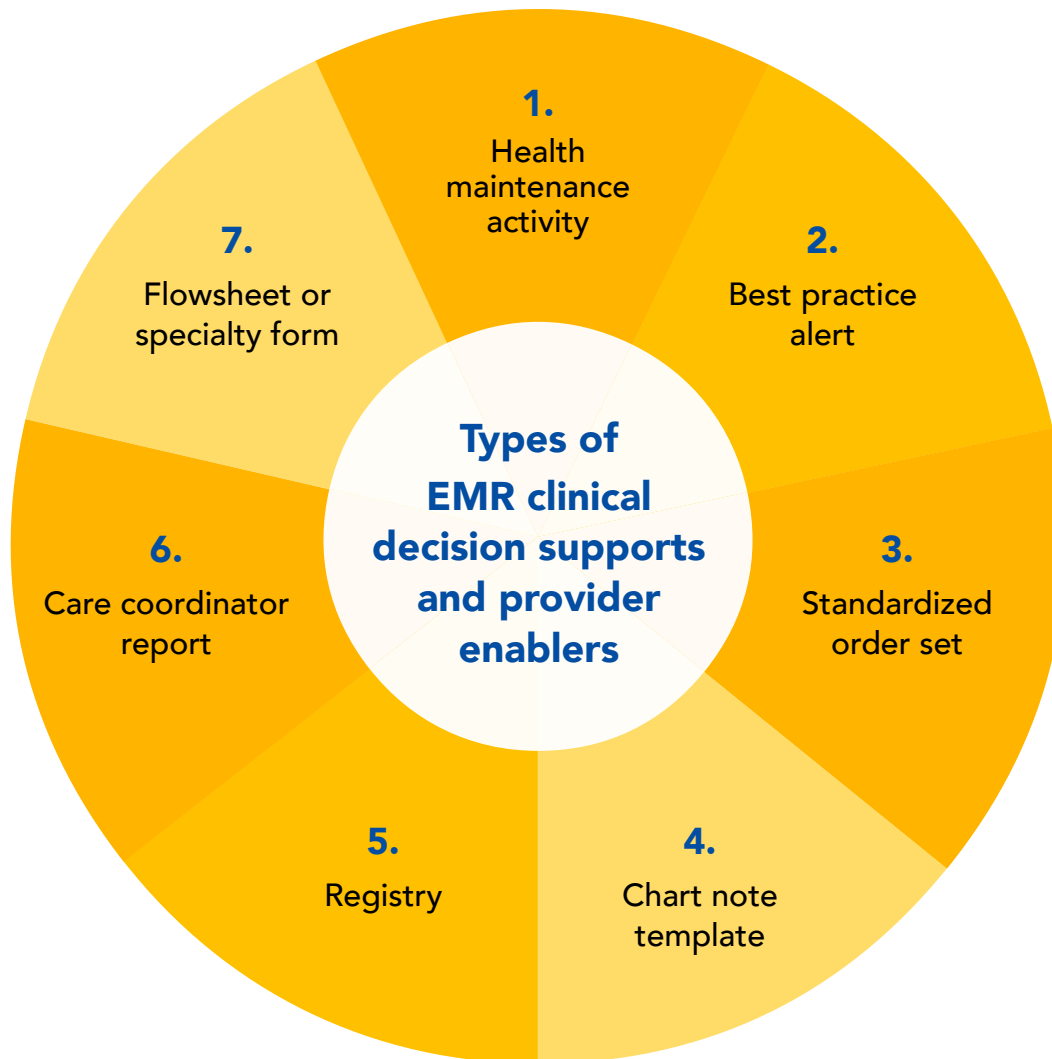 Types of
EMR clinical
decision supports
and provider
enablers
1.
Health
maintenance
activity
2.
Best practice
alert
3.
Standardized
order set
4.
Chart note
template
5.
Registry
6.
Care coordinator
report
7.
Flowsheet or
specialty form